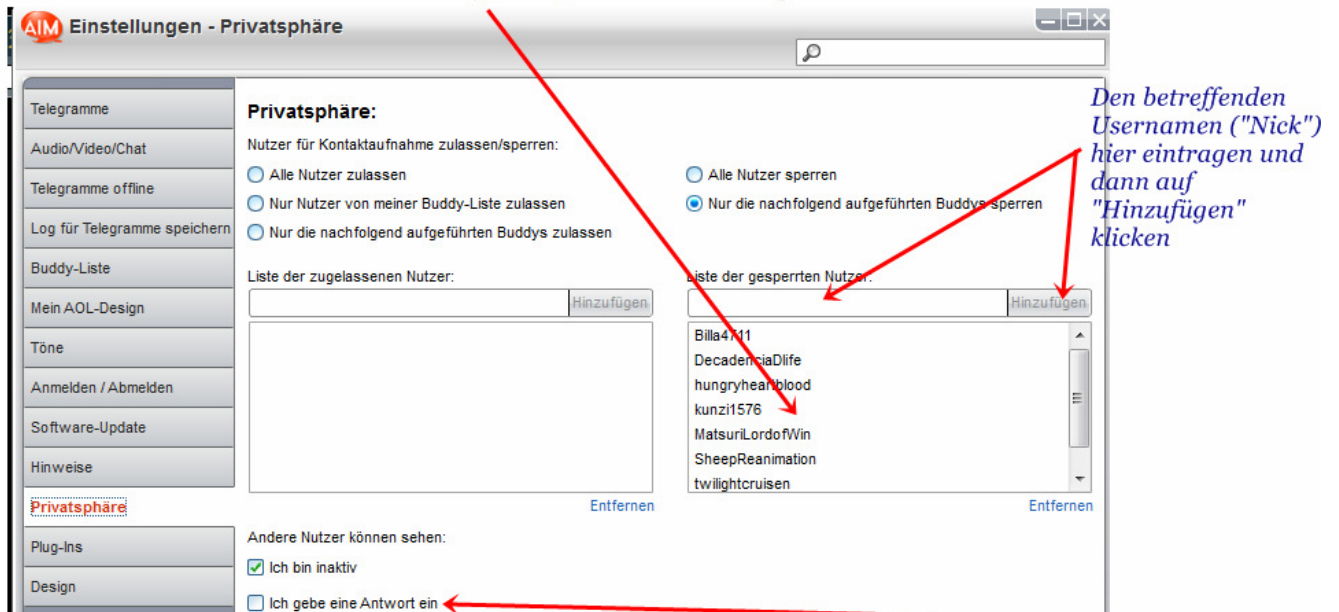 AIM Einstellungen - Privatsphäre
Telegramme
Audio/Video/Chat
Telegramme offline
Log für Telegramme speichern
Buddy-Liste
Mein AOL-Design
Töne
Anmelden / Abmelden
Software-Update
Hinweise
Privatsphäre
Plug-Ins
Design
Privatsphäre:
Nutzer für Kontaktaufnahme zulassen/sperren:
Alle Nutzer zulassen
Nur Nutzer von meiner Buddy-Liste zulassen
Nur die nachfolgend aufgeführten Buddys zulassen
Alle Nutzer sperren
Nur die nachfolgend aufgeführten Buddys sperren
Liste der zugelassenen Nutzer:
Hinzufügen
Entfernen
Liste der gesperrten Nutzer:
Hinzufügen
Billa4711
DecadenciaDlife
hungryheartblood
kunzi1576
MatsuriLordofWin
SheepReanimation
twilightcruisen
Entfernen
Andere Nutzer können sehen:
Ich bin inaktiv
Ich gebe eine Antwort ein
Den betreffenden
Usernamen ("Nick")
hier eintragen und
dann auf
"Hinzufügen"
klicken